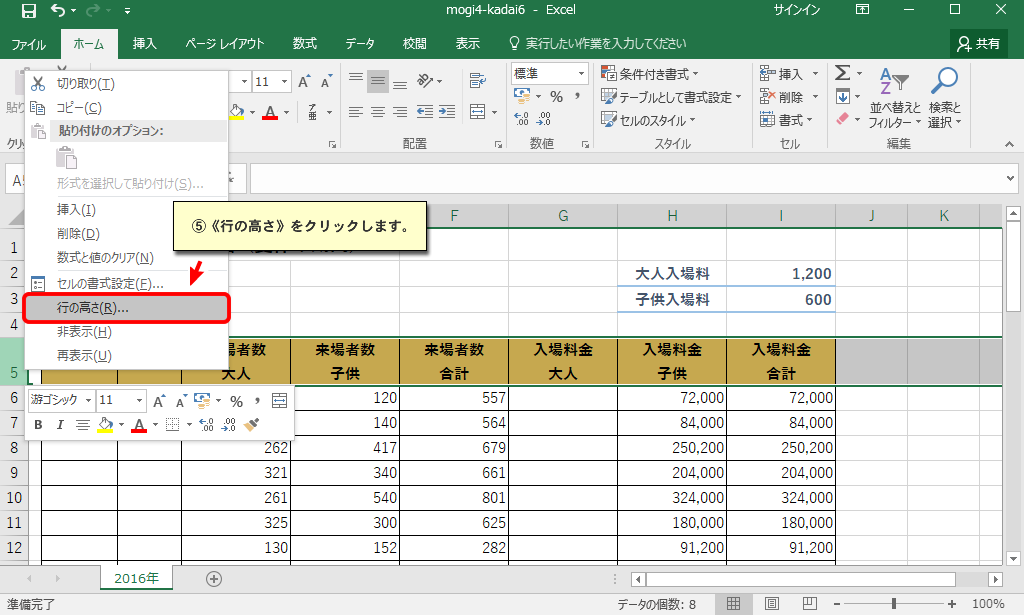 mogi4-kadai6 - Excel
サインイン
ファイル ホーム 挿入 ページ レイアウト 数式 データ 校閲 表示 実行したい作業を入力してください 共有
切り取り(T)
コピー(C)
貼り付けのオプション:
形式を選択して貼り付け(S)...
挿入(I)
削除(D)
数式と値のクリア(N)
セルの書式設定(F)...
行の高さ(R)...
非表示(H)
再表示(U)
⑤《行の高さ》をクリックします。
11 A A
標準
% ,
条件付き書式
テーブルとして書式設定
セルのスタイル
挿入
削除
書式
並べ替えと
フィルター
検索と
選択
配置 数値 スタイル セル 編集
F G H I J K
1
2 大人入場料 1,200
3 子供入場料 600
4
来場者数 来場者数 入場料金 入場料金 入場料金
5 大人 子供 合計 大人 子供 合計
游ゴシック 11 A A % ,
B I A
6 120 557 72,000 72,000
7 140 564 84,000 84,000
8 262 417 679 250,200 250,200
9 321 340 661 204,000 204,000
10 261 540 801 324,000 324,000
11 325 300 625 180,000 180,000
12 130 152 282 91,200 91,200
2016年
準備完了
データの個数: 8
100%